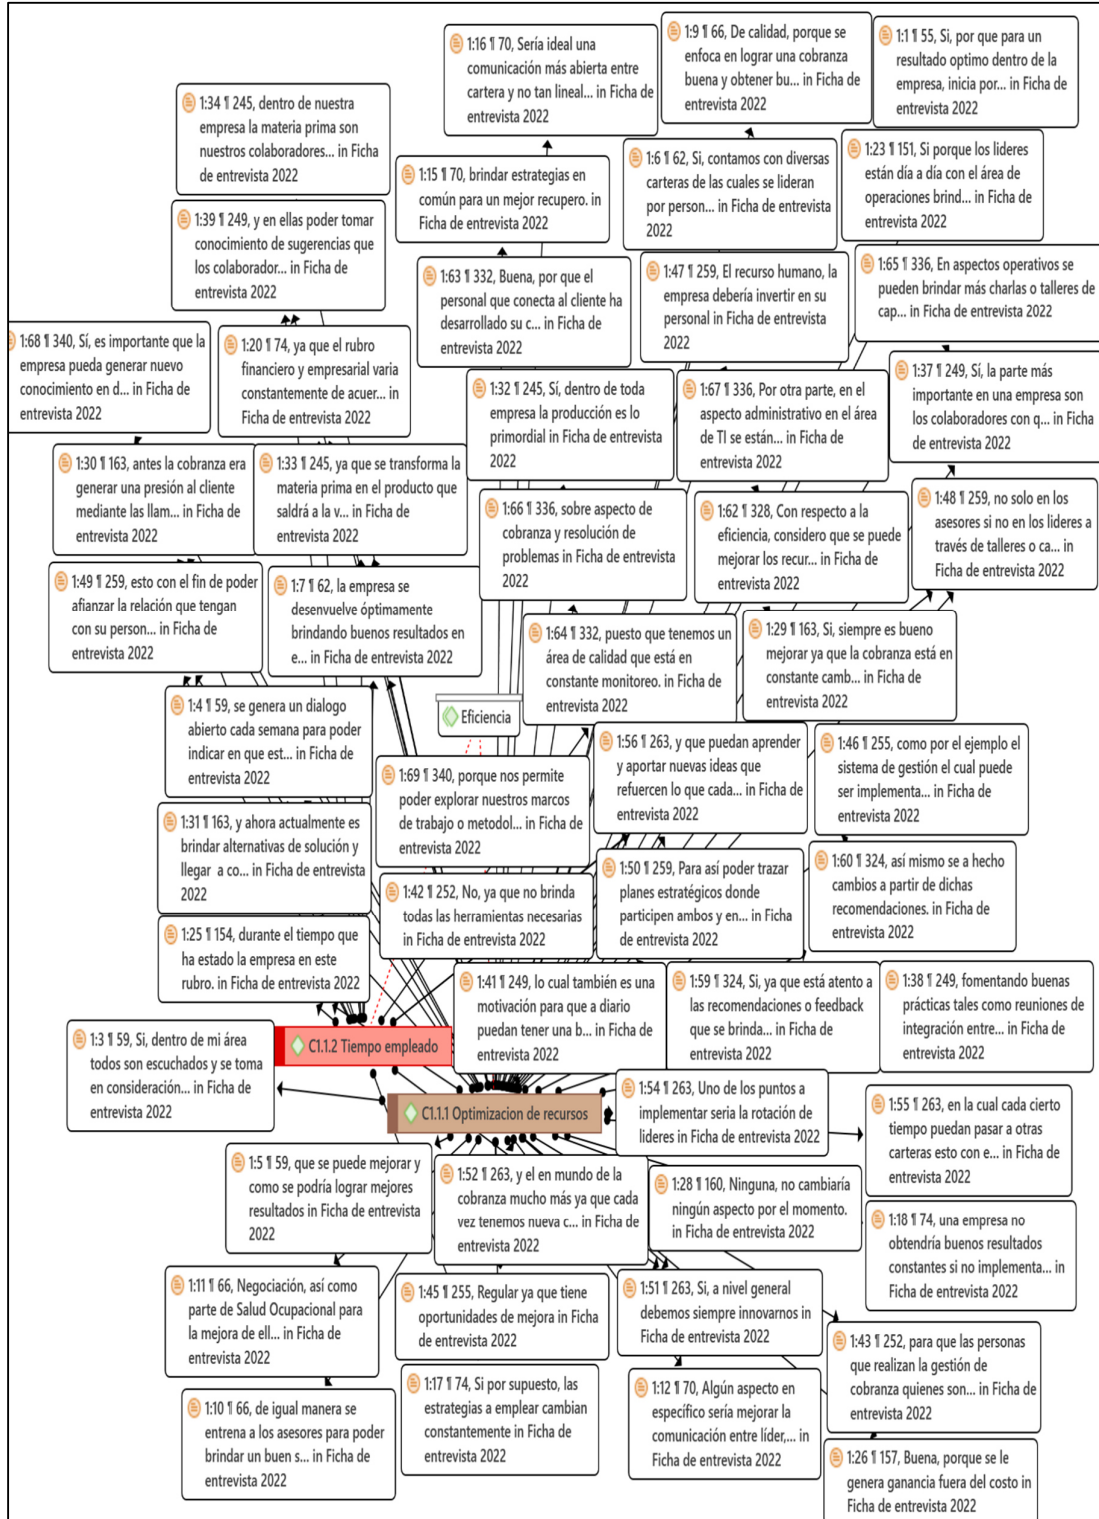 1:16 ¶ 70, Sería ideal una
comunicación más abierta entre
cartera y no tan lineal... in Ficha de
entrevista 2022
1:9 ¶ 66, De calidad, porque se
enfoca en lograr una cobranza
buena y obtener bu... in Ficha de
entrevista 2022
1:1 ¶ 55, Si, por que para un
resultado optimo dentro de la
empresa, inicia por... in Ficha de
entrevista 2022
1:34 ¶ 245, dentro de nuestra
empresa la materia prima son
nuestros colaboradores... in Ficha
de entrevista 2022
1:15 ¶ 70, brindar estrategias en
común para un mejor recupero. in
Ficha de entrevista 2022
1:6 ¶ 62, Si, contamos con diversas
carteras de las cuales se lideran
por person... in Ficha de entrevista
2022
1:23 ¶ 151, Si porque los lideres
están día a día con el área de
operaciones brind... in Ficha de
entrevista 2022
1:39 ¶ 249, y en ellas poder tomar
conocimiento de sugerencias que
los colaborador... in Ficha de
entrevista 2022
1:63 ¶ 332, Buena, por que el
personal que conecta al cliente ha
desarrollado su c... in Ficha de
entrevista 2022
1:47 ¶ 259, El recurso humano, la
empresa debería invertir en su
personal in Ficha de entrevista
2022
1:65 ¶ 336, En aspectos operativos se
pueden brindar más charlas o talleres de
cap... in Ficha de entrevista 2022
1:68 ¶ 340, Sí, es importante que la
empresa pueda generar nuevo
conocimiento en d... in Ficha de
entrevista 2022
1:20 ¶ 74, ya que el rubro
financiero y empresarial varia
constantemente de acuer... in
Ficha de entrevista 2022
1:32 ¶ 245, Sí, dentro de toda
empresa la producción es lo
primordial in Ficha de entrevista
2022
1:67 ¶ 336, Por otra parte, en el
aspecto administrativo en el área
de TI se están... in Ficha de
entrevista 2022
1:37 ¶ 249, Sí, la parte más
importante en una empresa son
los colaboradores con q... in Ficha
de entrevista 2022
1:30 ¶ 163, antes la cobranza era
generar una presión al cliente
mediante las llam... in Ficha de
entrevista 2022
1:33 ¶ 245, ya que se transforma la
materia prima en el producto que
saldrá a la v... in Ficha de
entrevista 2022
1:66 ¶ 336, sobre aspecto de
cobranza y resolución de
problemas in Ficha de entrevista
2022
1:62 ¶ 328, Con respecto a la
eficiencia, considero que se puede
mejorar los recur... in Ficha de
entrevista 2022
1:48 ¶ 259, no solo en los
asesores si no en los lideres a
través de talleres o ca... in
Ficha de entrevista 2022
1:49 ¶ 259, esto con el fin de poder
afianzar la relación que tengan
con su person... in Ficha de
entrevista 2022
1:7 ¶ 62, la empresa se
desenvuelve óptimamente
brindando buenos resultados en
e... in Ficha de entrevista 2022
1:64 ¶ 332, puesto que tenemos un
área de calidad que está en
constante monitoreo. in Ficha de
entrevista 2022
1:29 ¶ 163, Si, siempre es bueno
mejorar ya que la cobranza está en
constante camb... in Ficha de
entrevista 2022
1:4 ¶ 59, se genera un dialogo
abierto cada semana para poder
indicar en que est... in Ficha de
entrevista 2022
Eficiencia
1:69 ¶ 340, porque nos permite
poder explorar nuestros marcos
de trabajo o metodol... in Ficha de
entrevista 2022
1:56 ¶ 263, y que puedan aprender
y aportar nuevas ideas que
refuercen lo que cada... in Ficha de
entrevista 2022
1:46 ¶ 255, como por el ejemplo el
sistema de gestión el cual puede
ser implementa... in Ficha de
entrevista 2022
1:31 ¶ 163, y ahora actualmente es
brindar alternativas de solución y
llegar a co... in Ficha de entrevista
2022
1:42 ¶ 252, No, ya que no brinda
todas las herramientas necesarias
in Ficha de entrevista 2022
1:50 ¶ 259, Para así poder trazar
planes estratégicos donde
participen ambos y en... in Ficha
de entrevista 2022
1:60 ¶ 324, así mismo se a hecho
cambios a partir de dichas
recomendaciones. in Ficha de
entrevista 2022
1:25 ¶ 154, durante el tiempo que
ha estado la empresa en este
rubro. in Ficha de entrevista 2022
1:41 ¶ 249, lo cual también es una
motivación para que a diario
puedan tener una b... in Ficha de
entrevista 2022
1:59 ¶ 324, Si, ya que está atento a
las recomendaciones o feedback
que se brinda... in Ficha de
entrevista 2022
1:38 ¶ 249, fomentando buenas
prácticas tales como reuniones de
integración entre... in Ficha de
entrevista 2022
1:3 ¶ 59, Si, dentro de mi área
todos son escuchados y se toma
en consideración... in Ficha de
entrevista 2022
C1.1.2 Tiempo empleado
C1.1.1 Optimizacion de recursos
1:54 ¶ 263, Uno de los puntos a
implementar seria la rotación de
lideres in Ficha de entrevista 2022
1:55 ¶ 263, en la cual cada cierto
tiempo puedan pasar a otras
carteras esto con e... in Ficha de
entrevista 2022
1:5 ¶ 59, que se puede mejorar y
como se podría lograr mejores
resultados in Ficha de entrevista
2022
1:52 ¶ 263, y el en mundo de la
cobranza mucho más ya que cada
vez tenemos nueva c... in Ficha de
entrevista 2022
1:28 ¶ 160, Ninguna, no cambiaría
ningún aspecto por el momento.
in Ficha de entrevista 2022
1:18 ¶ 74, una empresa no
obtendría buenos resultados
constantes si no implementa... in
Ficha de entrevista 2022
1:11 ¶ 66, Negociación, así como
parte de Salud Ocupacional para
la mejora de ell... in Ficha de
entrevista 2022
1:45 ¶ 255, Regular ya que tiene
oportunidades de mejora in Ficha
de entrevista 2022
1:51 ¶ 263, Si, a nivel general
debemos siempre innovarnos in
Ficha de entrevista 2022
1:43 ¶ 252, para que las personas
que realizan la gestión de
cobranza quienes son... in Ficha de
entrevista 2022
1:10 ¶ 66, de igual manera se
entrena a los asesores para poder
brindar un buen s... in Ficha de
entrevista 2022
1:17 ¶ 74, Si por supuesto, las
estrategias a emplear cambian
constantemente in Ficha de
entrevista 2022
1:12 ¶ 70, Algún aspecto en
específico sería mejorar la
comunicación entre líder,... in
Ficha de entrevista 2022
1:26 ¶ 157, Buena, porque se le
genera ganancia fuera del costo in
Ficha de entrevista 2022